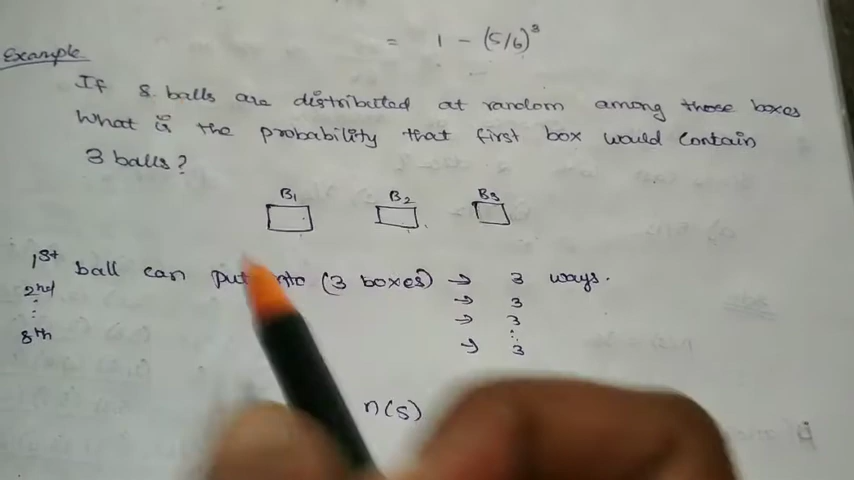 = 1 - (5/6)³
Example
If 8 balls are distributed at random among those boxes
What is the probability that first box would contain
3 balls?
B1 B2 B3
1st ball can put into (3 boxes) → 3 ways.
2nd → 3
: → 3
8th → 3
n(S)